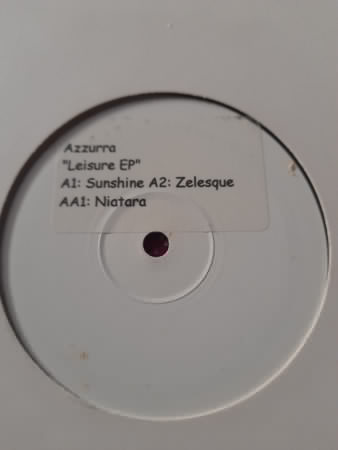 Azzurra
"Leisure EP"
A1: Sunshine A2: Zelesque
AA1: Niatara